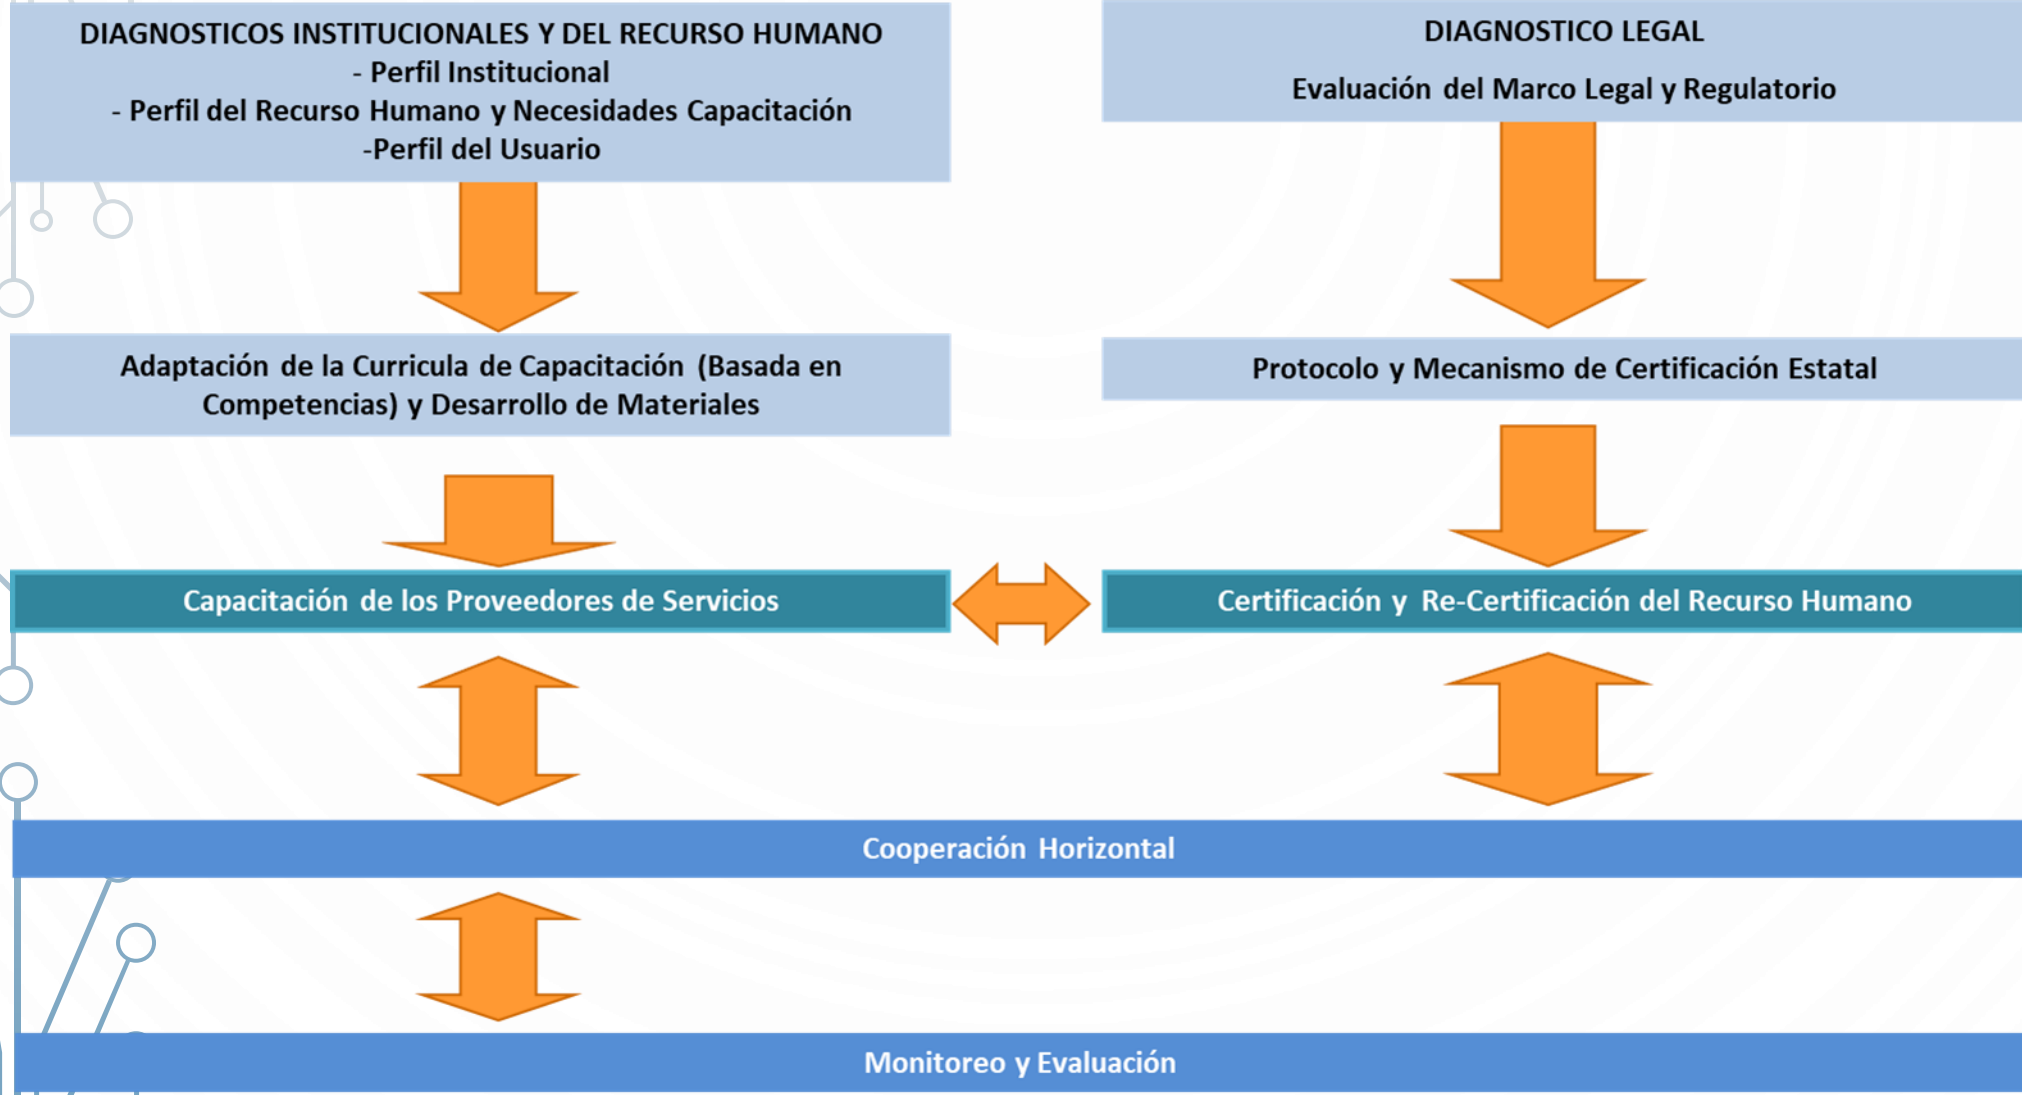 DIAGNOSTICOS INSTITUCIONALES Y DEL RECURSO HUMANO
- Perfil Institucional
- Perfil del Recurso Humano y Necesidades Capacitación
-Perfil del Usuario
DIAGNOSTICO LEGAL
Evaluación del Marco Legal y Regulatorio
Adaptación de la Curricula de Capacitación (Basada en
Competencias) y Desarrollo de Materiales
Protocolo y Mecanismo de Certificación Estatal
Capacitación de los Proveedores de Servicios
Certificación y Re-Certificación del Recurso Humano
Cooperación Horizontal
Monitoreo y Evaluación